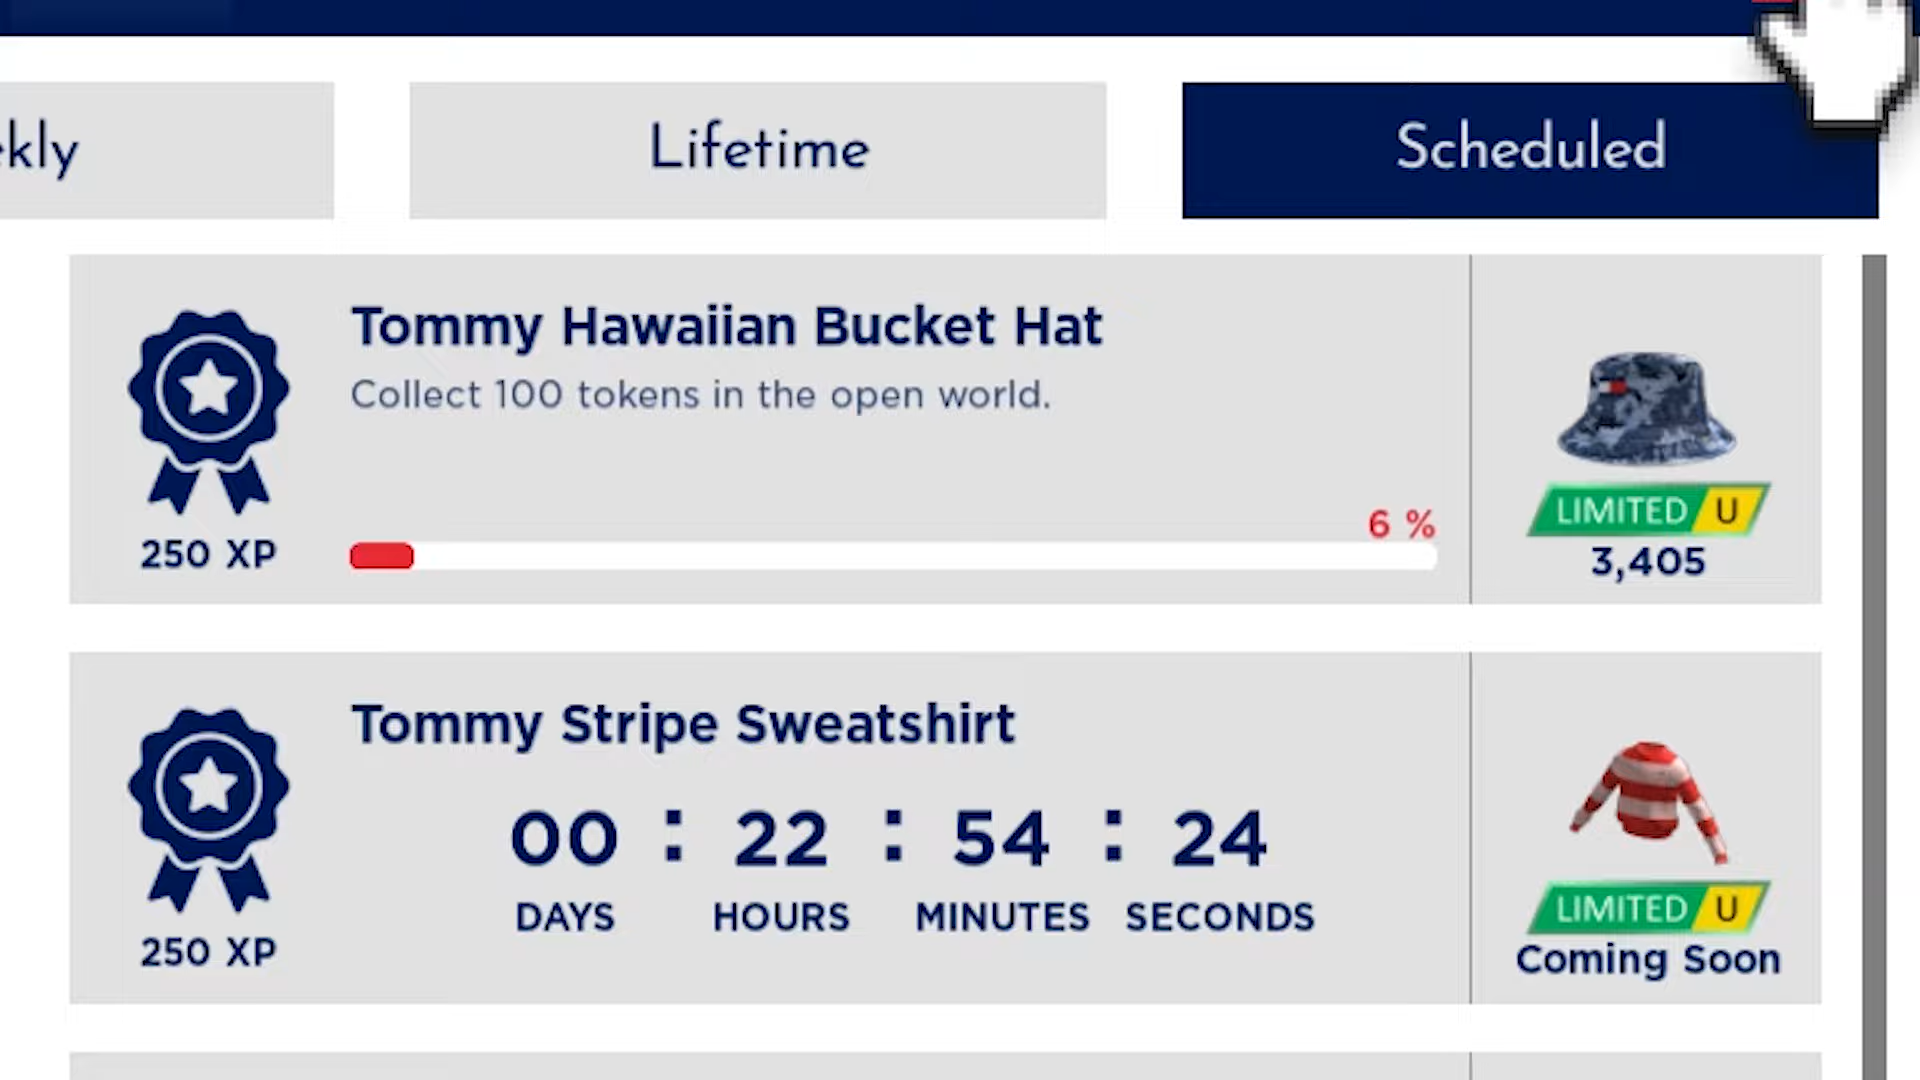 kly
Lifetime
Scheduled
Tommy Hawaiian Bucket Hat
Collect 100 tokens in the open world.
6 %
250 XP
LIMITED U
3,405
Tommy Stripe Sweatshirt
00 : 22 : 54 : 24
DAYS HOURS MINUTES SECONDS
250 XP
LIMITED U
Coming Soon